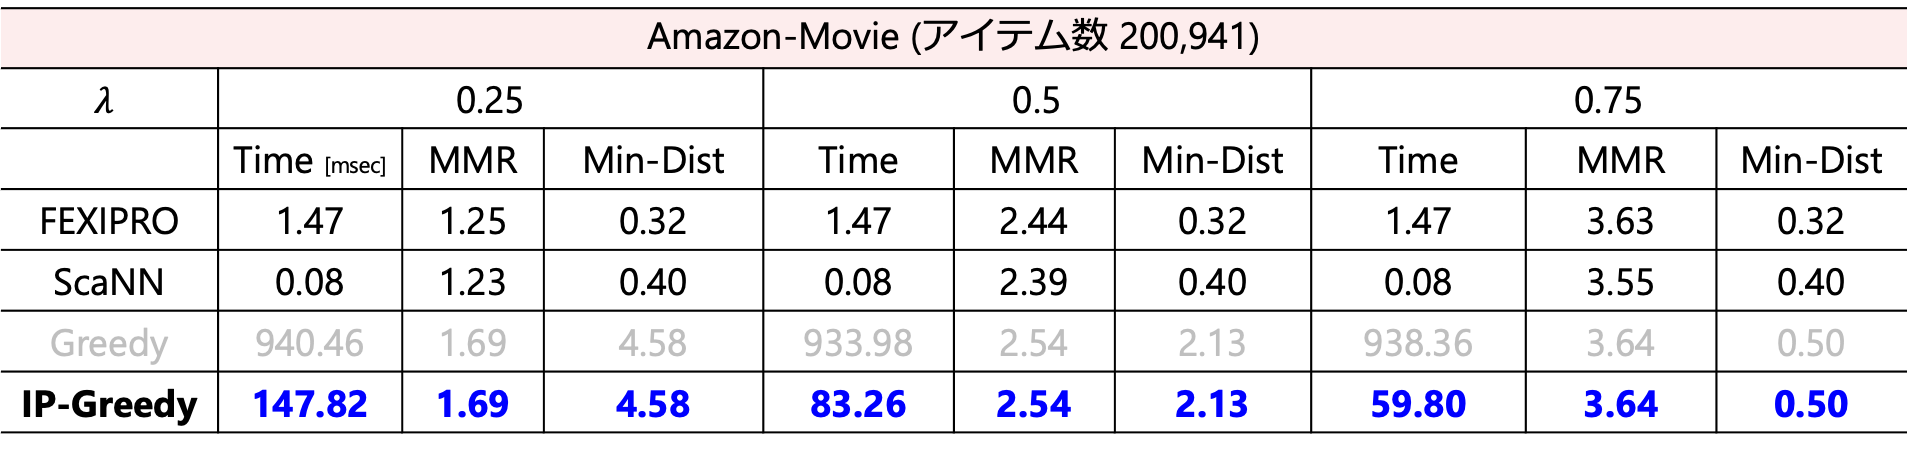 Amazon-Movie (アイテム数 200,941)
λ 0.25 0.5 0.75
Time [msec] MMR Min-Dist Time MMR Min-Dist Time MMR Min-Dist
FEXIPRO 1.47 1.25 0.32 1.47 2.44 0.32 1.47 3.63 0.32
ScaNN 0.08 1.23 0.40 0.08 2.39 0.40 0.08 3.55 0.40
Greedy 940.46 1.69 4.58 933.98 2.54 2.13 938.36 3.64 0.50
IP-Greedy 147.82 1.69 4.58 83.26 2.54 2.13 59.80 3.64 0.50